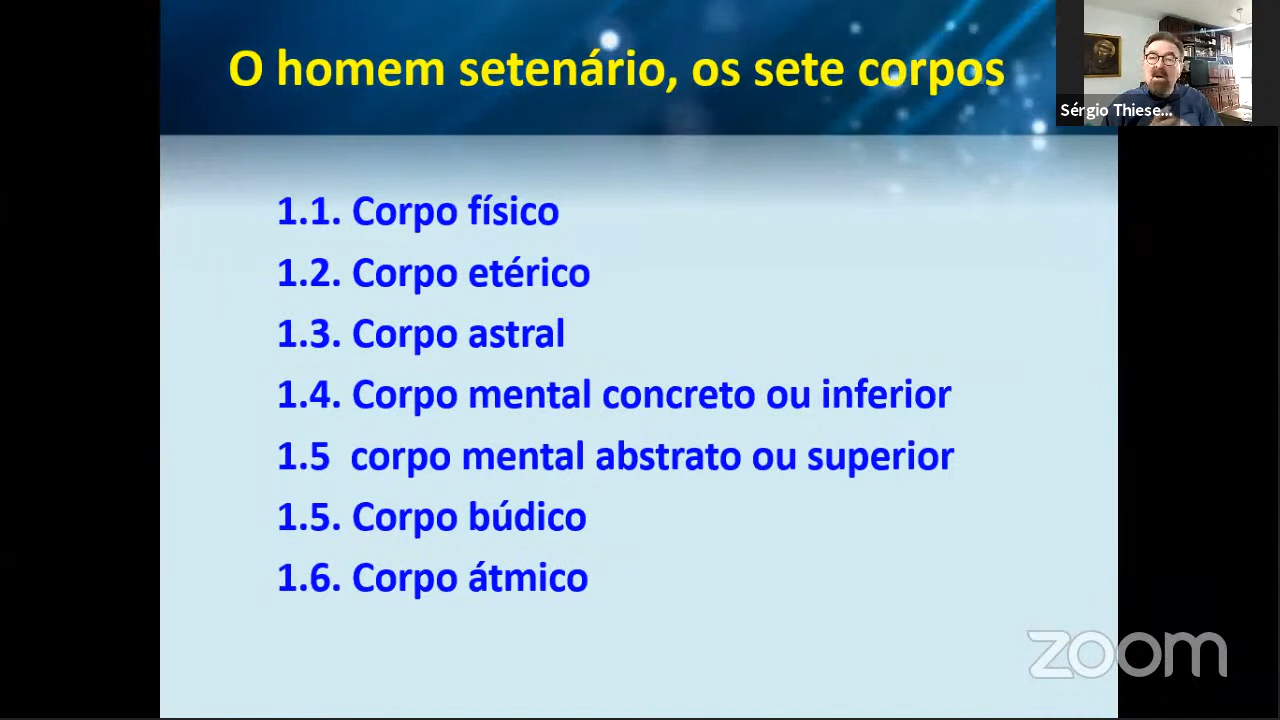 O homem setenário, os sete corpos
Sérgio Thiese...
1.1. Corpo físico
1.2. Corpo etérico
1.3. Corpo astral
1.4. Corpo mental concreto ou inferior
1.5 corpo mental abstrato ou superior
1.5. Corpo búdico
1.6. Corpo átmico
zoom